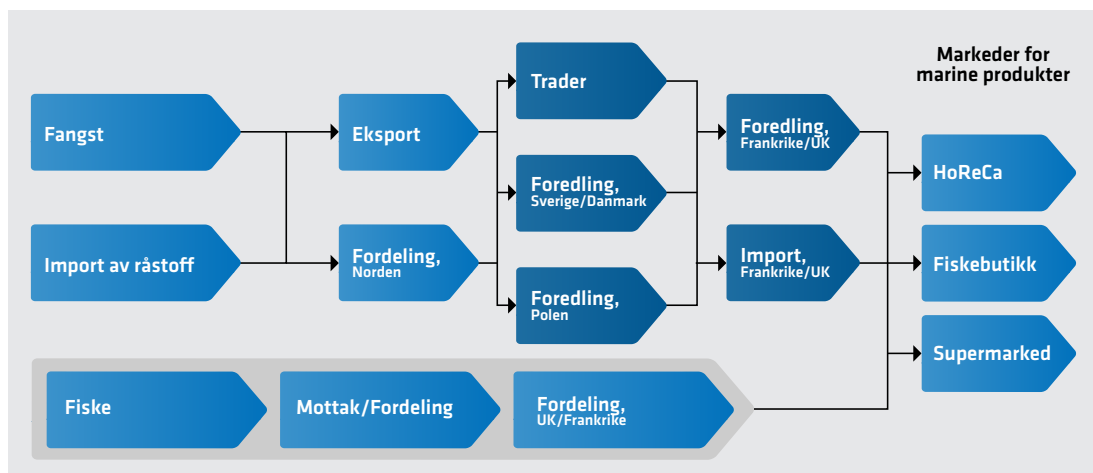 Markeder for
marine produkter
Fangst
Eksport
Trader
Foredling,
Frankrike/UK
HoReCa
Foredling,
Sverige/Danmark
Import av råstoff
Fordeling,
Norden
Import,
Frankrike/UK
Fiskebutikk
Foredling,
Polen
Supermarked
Fiske
Mottak/Fordeling
Fordeling,
UK/Frankrike